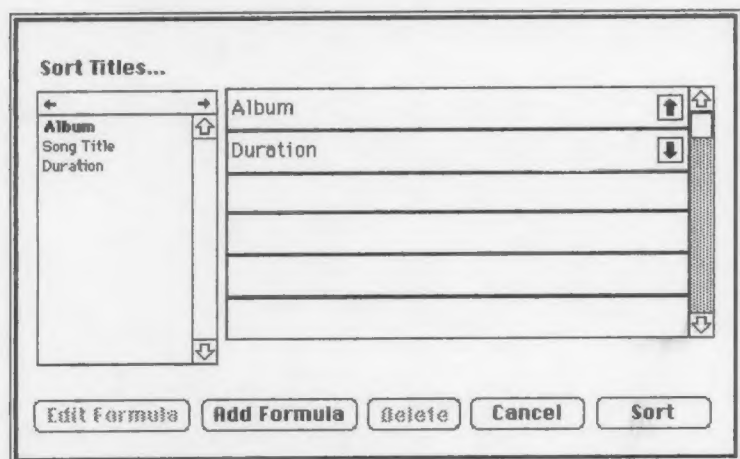 Sort Titles...
Album
Song Title
Duration
Album
Duration
Edit Formula
Add Formula
Delete
Cancel
Sort